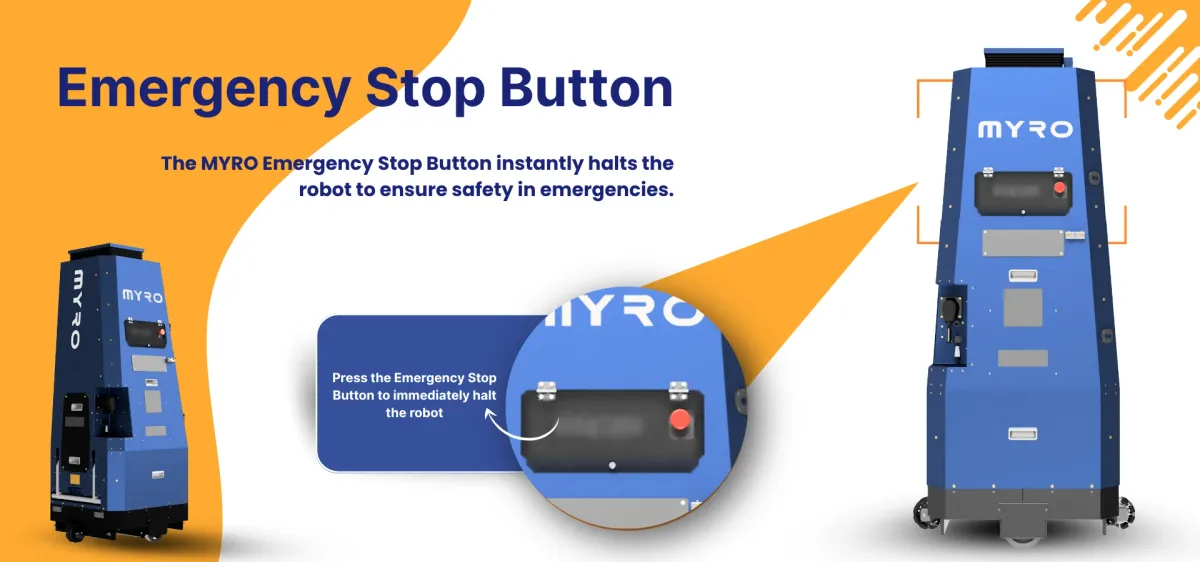 Emergency Stop Button
The MYRO Emergency Stop Button instantly halts the
robot to ensure safety in emergencies.
MYRO
MYRO
MYRO
MYRO
Press the Emergency Stop
Button to immediately halt
the robot